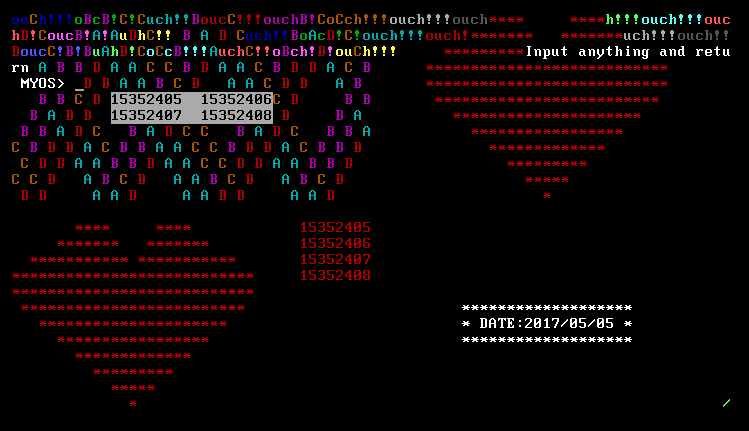 ouCh!!!oBcB!C!Cuch!!BoucC!!!ouchB!CoCch!!!ouch!!!ouch**** ****h!!!ouch!!!ouc
hD!CoucB!A!AuDhC!! B A D Cuch!!BoAcD!C!ouch!!!ouch!******* *******uch!!!ouch!!
DoucC!B!BuAhD!CoCcB!!!AuchC!!oBch!D!ouCh!!! *********Input anything and retu
rn A B B D A A C C B D A A C B D D A C B ***************************
MYOS> _D D A A B C D A A C D D A B ***************************
B B C D 15352405 15352406C D B B *************************
B A D D 15352407 15352408 D B A *********************
B B A D C B A D C C B A D C B B A *****************
C B D D A C B B A A C C B D D A C B B D *************
C D D A A B B D A A C C D D A A B B D *********
C C D A B C D A A B C D A B C D *****
D D A A D A A D D A A D *
**** **** 15352405
******* ******* 15352406
*********** *********** 15352407
*************************** 15352408
***************************
*************************
********************* *******************
* DATE:2017/05/05 *
***************** *******************
*************
*********
*****
* /